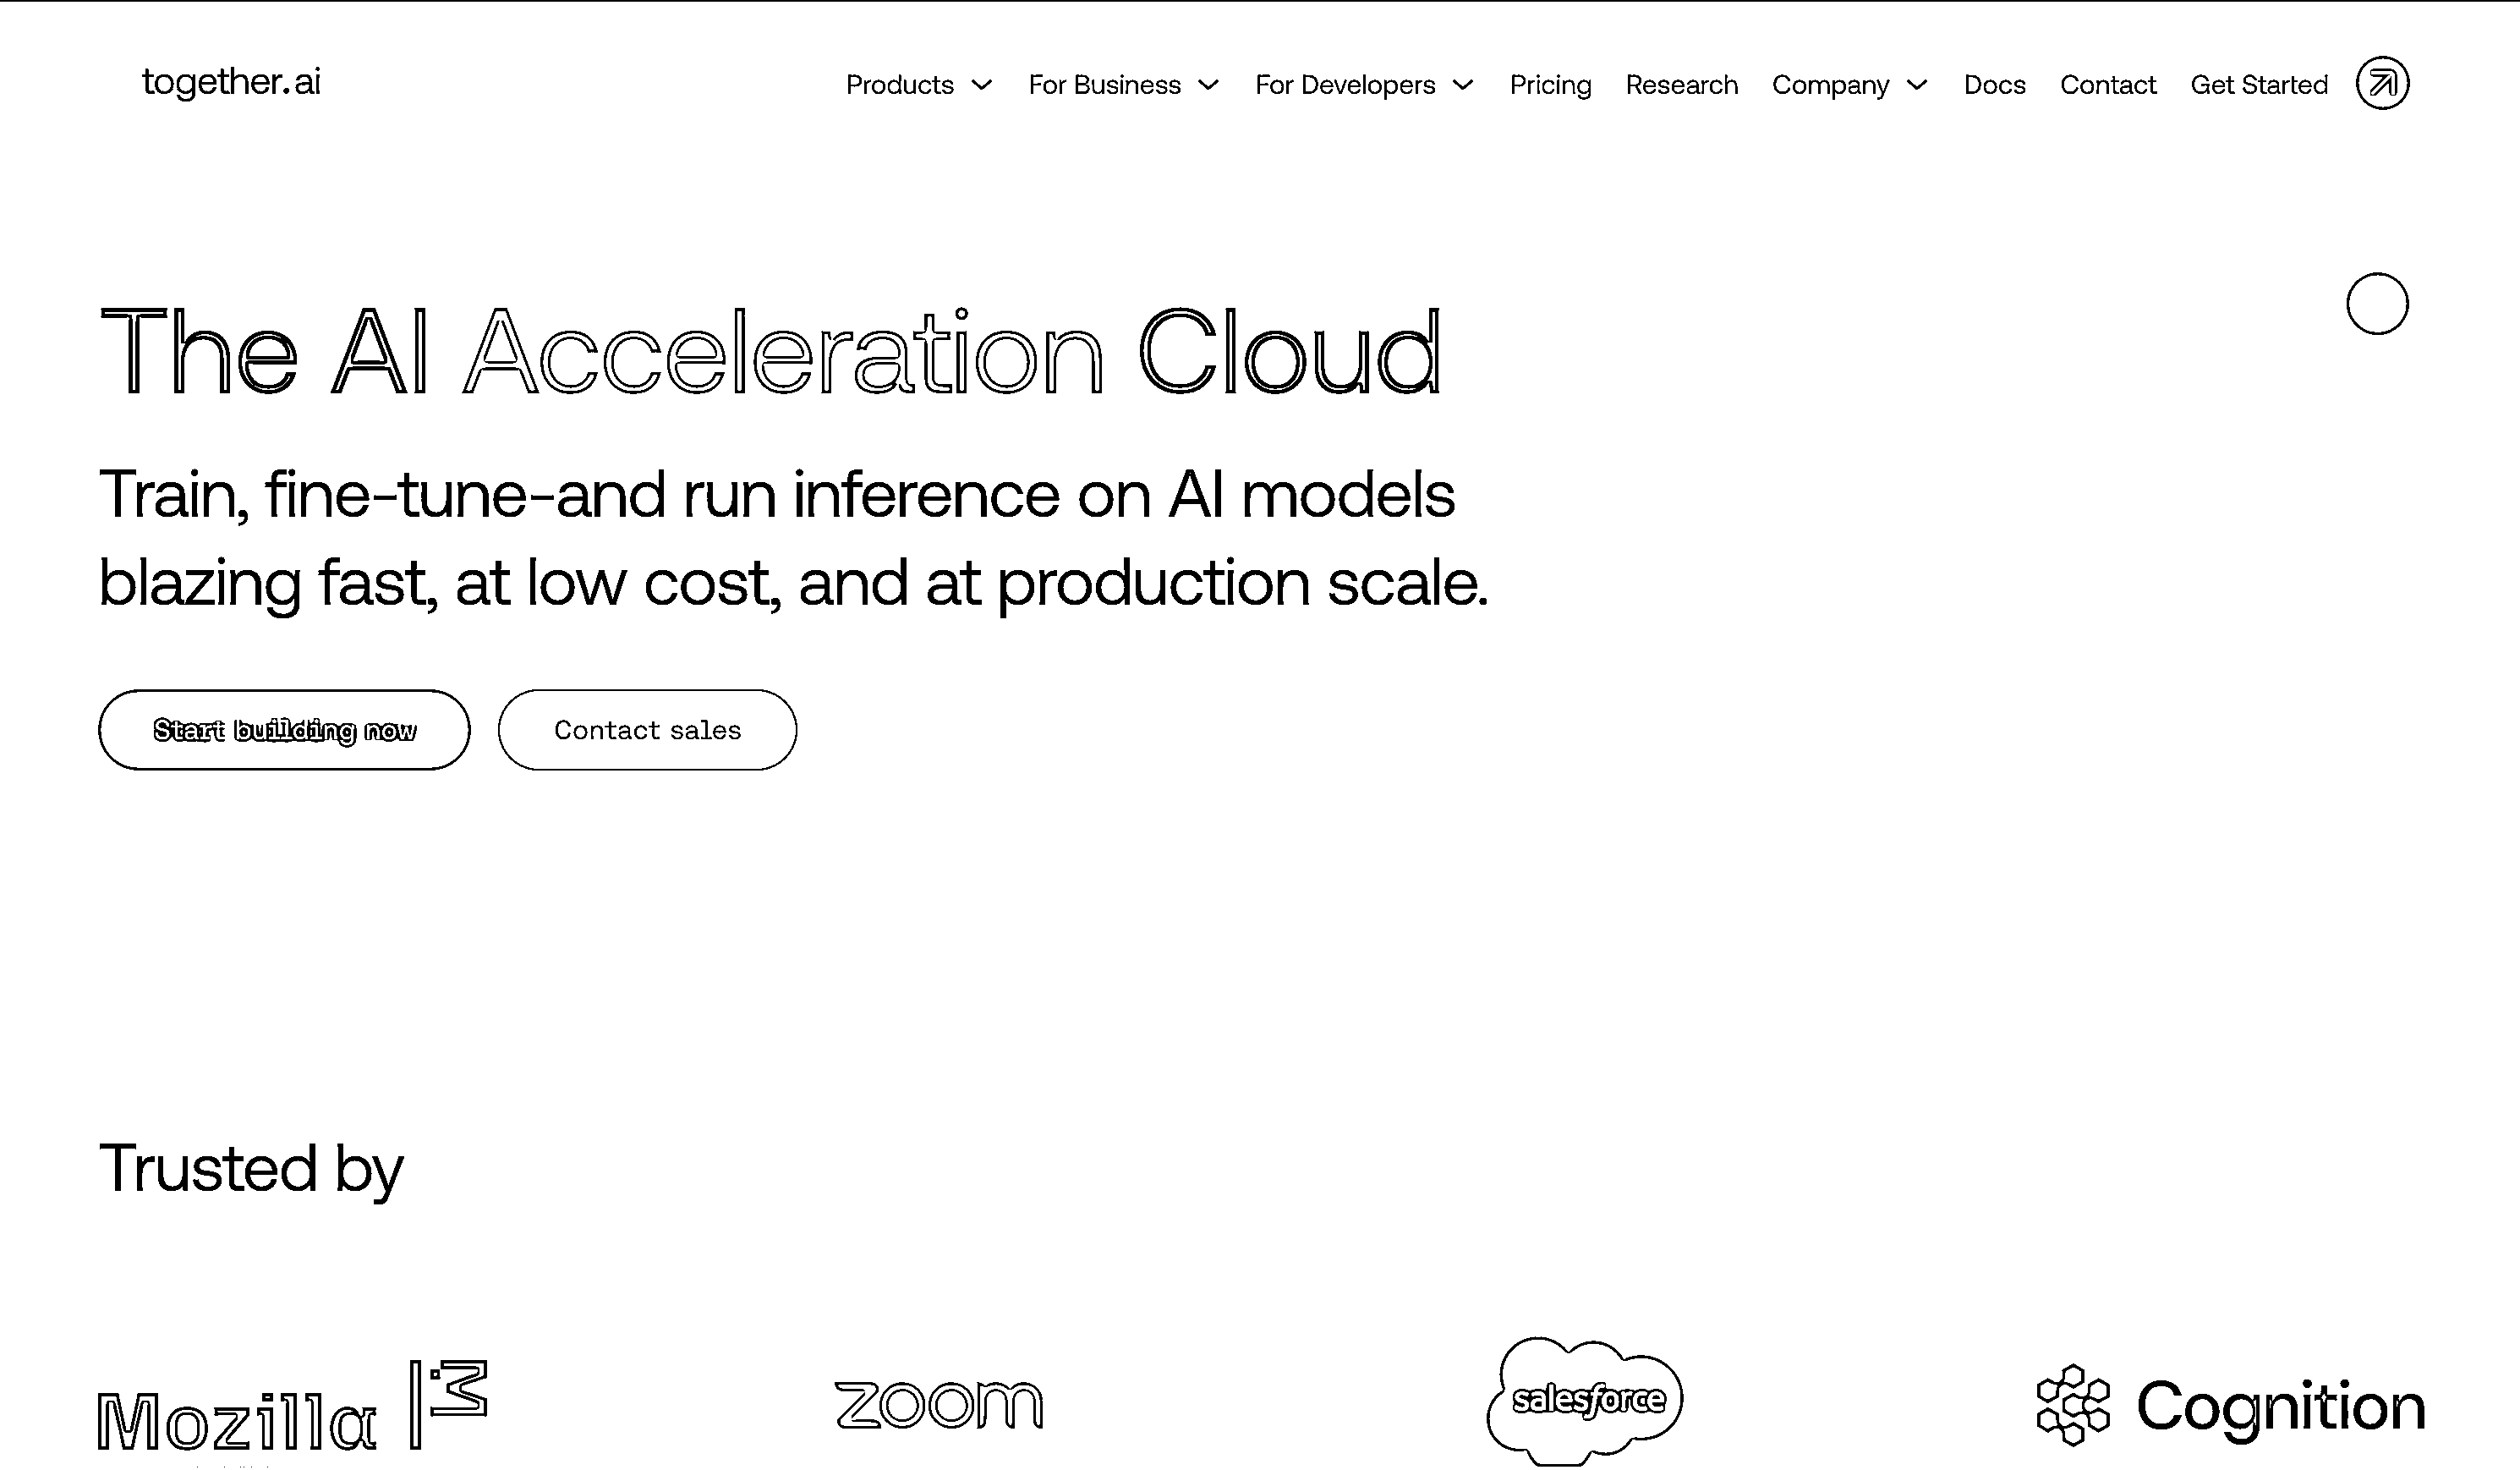 together.ai
Products For Business For Developers Pricing Research Company Docs Contact Get Started
The AI Acceleration Cloud
Train, fine-tune-and run inference on AI models
blazing fast, at low cost, and at production scale.
Start building now Contact sales
Trusted by
Mozilla zoom salesforce Cognition